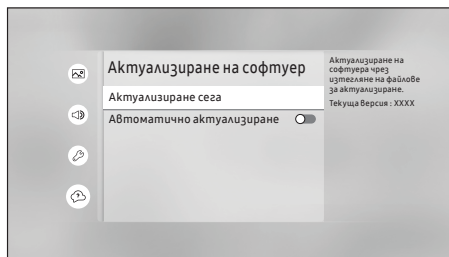 Актуализиране на софтуер
Актуализиране сега
Автоматично актуализиране
Актуализиране на
софтуера чрез
изтегляне на файлове
за актуализиране.
Текуща версия : XXXX